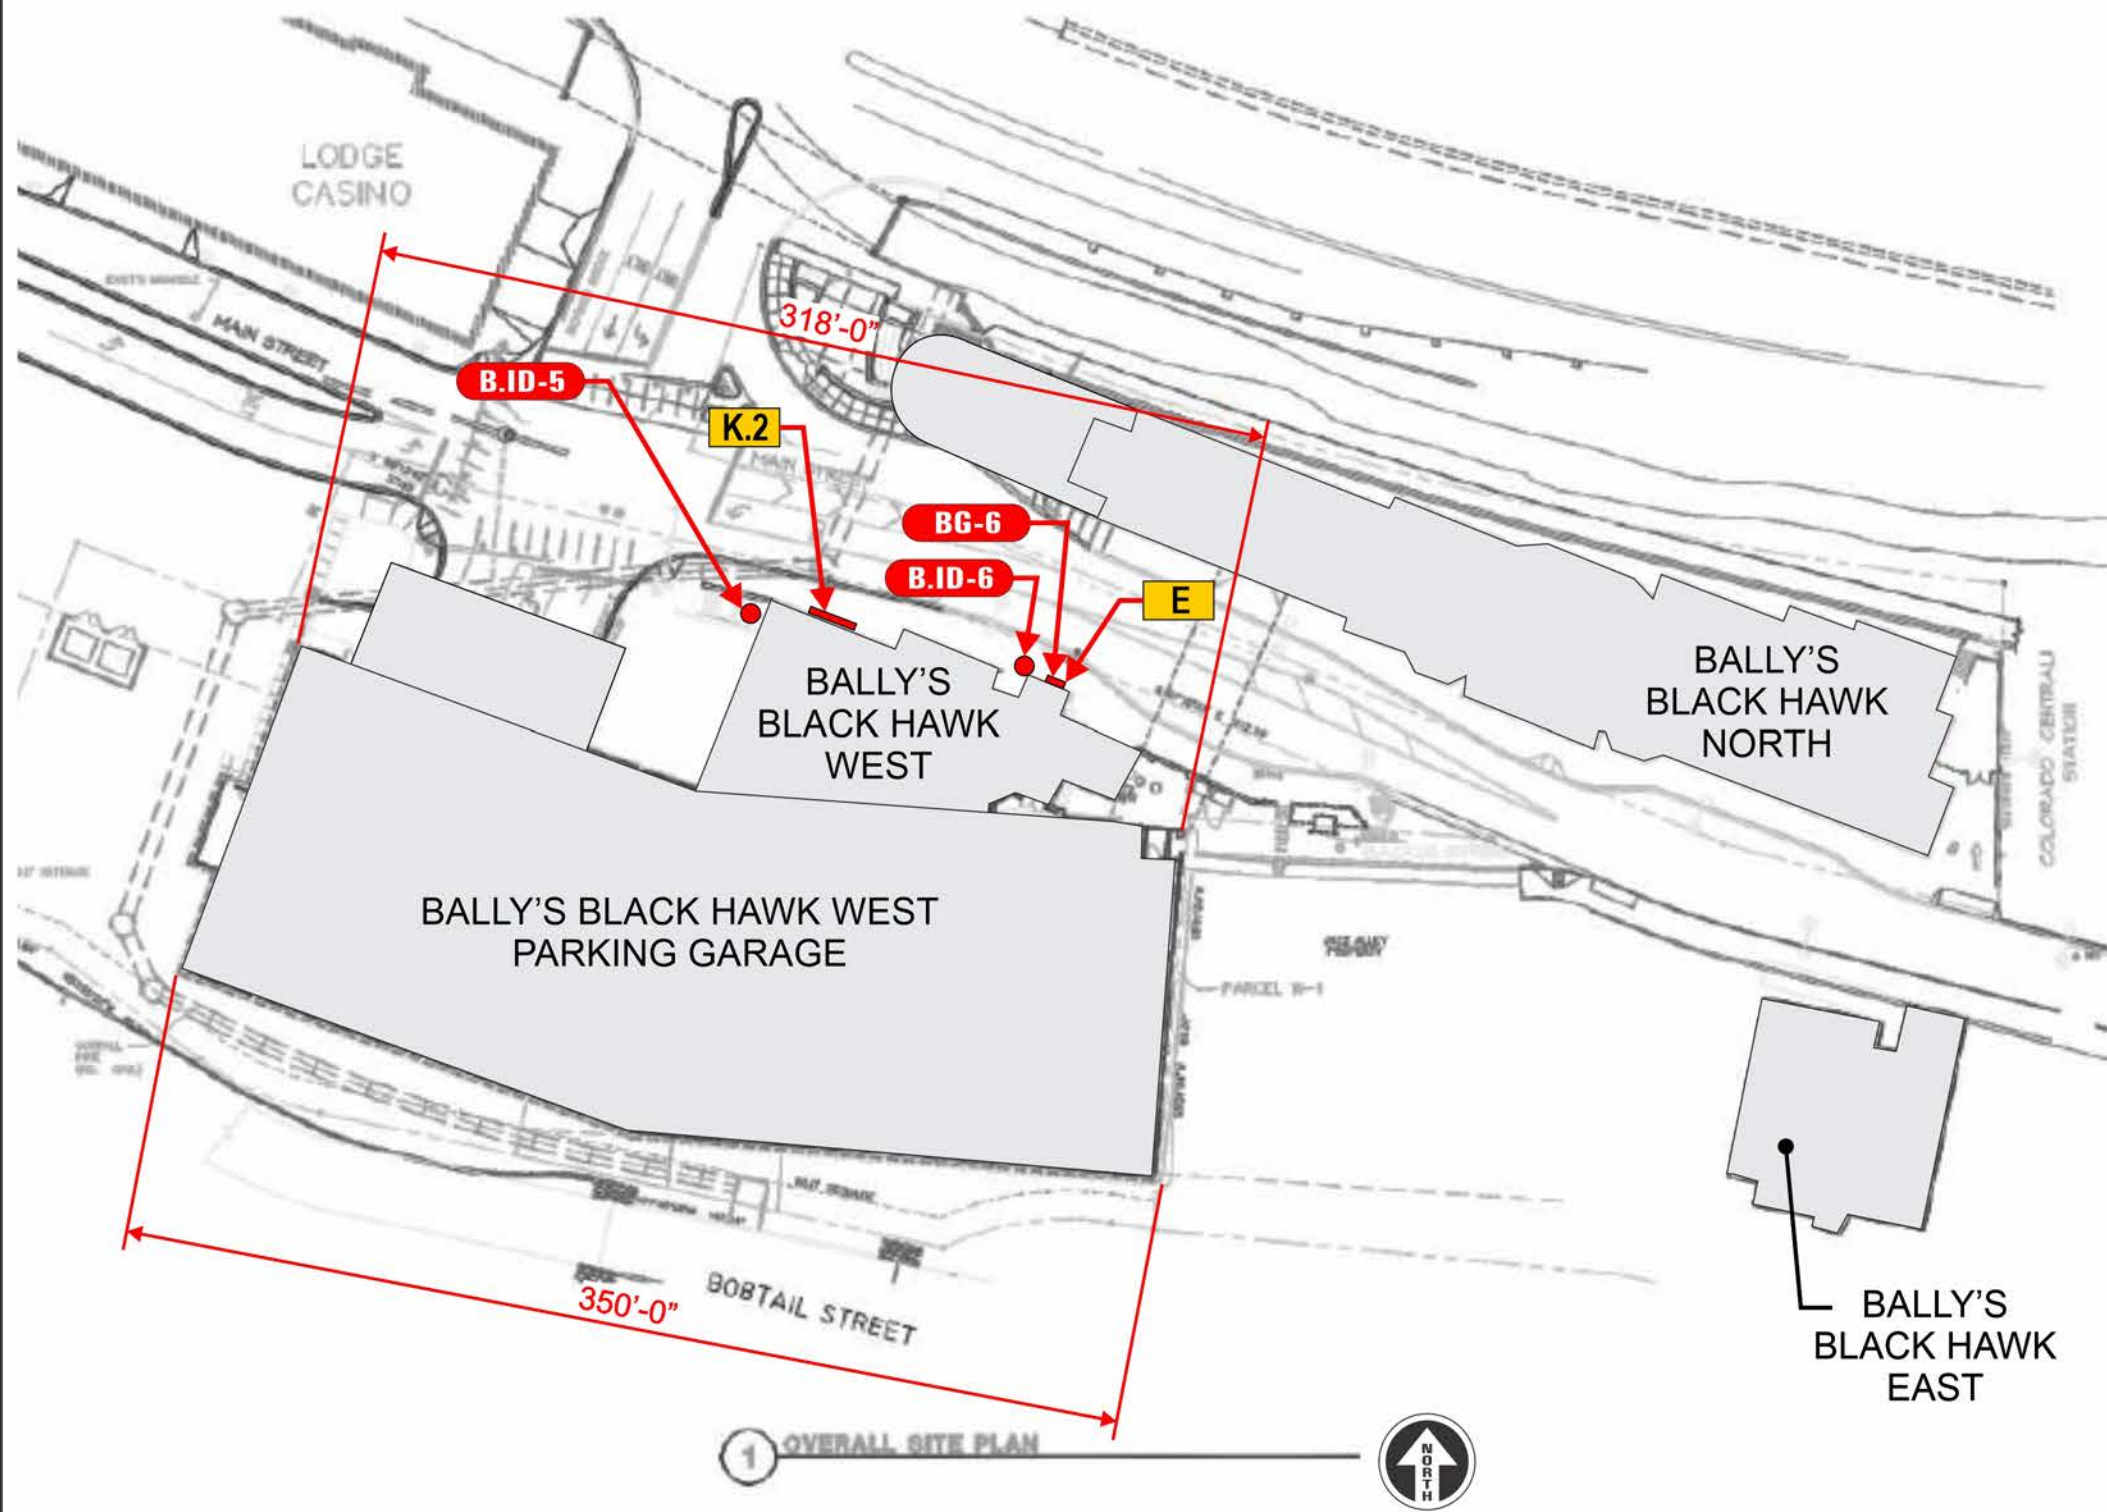 LODGE
CASINO
MAIN STREET
318'-0"
B.ID-5
K.2
MAIN STREET
BG-6
B.ID-6
E
BALLY'S
BLACK HAWK
WEST
BALLY'S
BLACK HAWK
NORTH
COLORADO CENTRAL
STATION
BALLY'S BLACK HAWK WEST
PARKING GARAGE
PARCEL W-1
350'-0"
BOBTAIL STREET
BALLY'S
BLACK HAWK
EAST
1 OVERALL SITE PLAN
NORTH